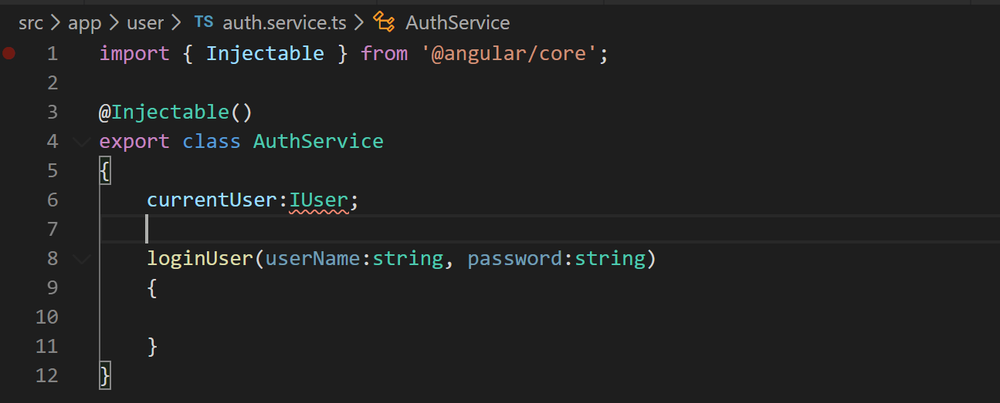 src > app > user > TS auth.service.ts > AuthService
1 import { Injectable } from '@angular/core';
2
3 @Injectable()
4 export class AuthService
5 {
6     currentUser:IUser;
7
8     loginUser(userName:string, password:string)
9     {
10
11     }
12 }